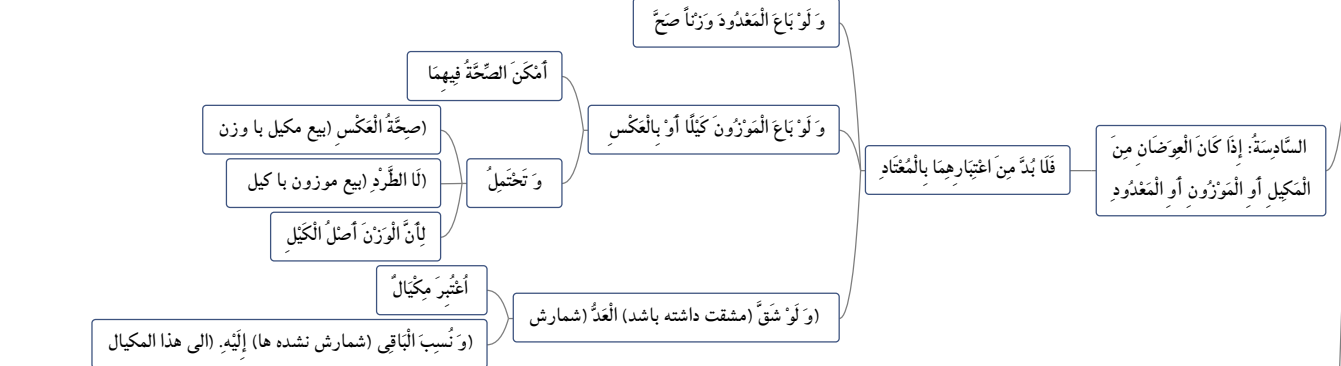 السَّادِسَةُ: إِذَا كَانَ الْعِوَضَانِ مِنَ
الْمَكِيلِ أَوِ الْمَوْزُونِ أَوِ الْمَعْدُودِ
فَلَا بُدَّ مِنَ اعْتِبَارِهِمَا بِالْمُعْتَادِ
وَ لَوْ بَاعَ الْمَعْدُودَ وَزْناً صَحَّ
وَ لَوْ بَاعَ الْمَوْزُونَ كَيْلًا أَوْ بِالْعَكْسِ
أَمْكَنَ الصِّحَّةُ فِيهِمَا
وَ تَحْتَمِلُ
(صِحَّةُ الْعَكْسِ (بیع مکیل با وزن
(لَا الطَّرْدِ (بیع موزون با کیل
لِأَنَّ الْوَزْنَ أَصْلُ الْكَيْلِ
(وَ لَوْ شَقَّ (مشقت داشته باشد) الْعَدُّ (شمارش
اُعْتُبِرَ مِكْيَالٌ
(وَ نُسِبَ الْبَاقِی (شمارش نشده ها) إِلَيْهِ. (الی هذا المکیال